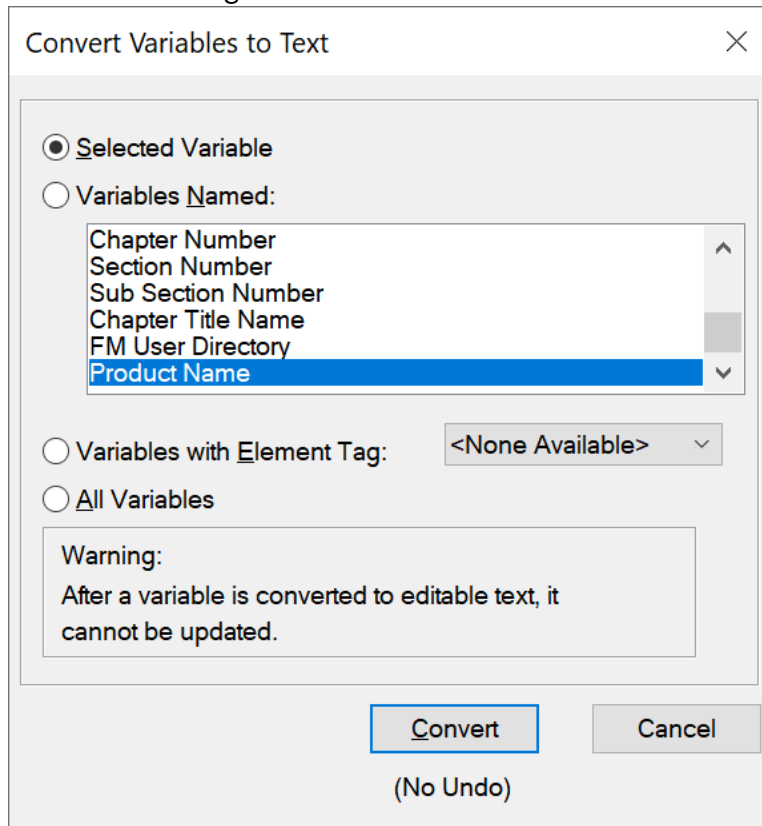 Convert Variables to Text
Selected Variable
Variables Named:
Chapter Number
Section Number
Sub Section Number
Chapter Title Name
FM User Directory
Product Name
Variables with Element Tag: <None Available>
All Variables
Warning:
After a variable is converted to editable text, it
cannot be updated.
Convert Cancel
(No Undo)